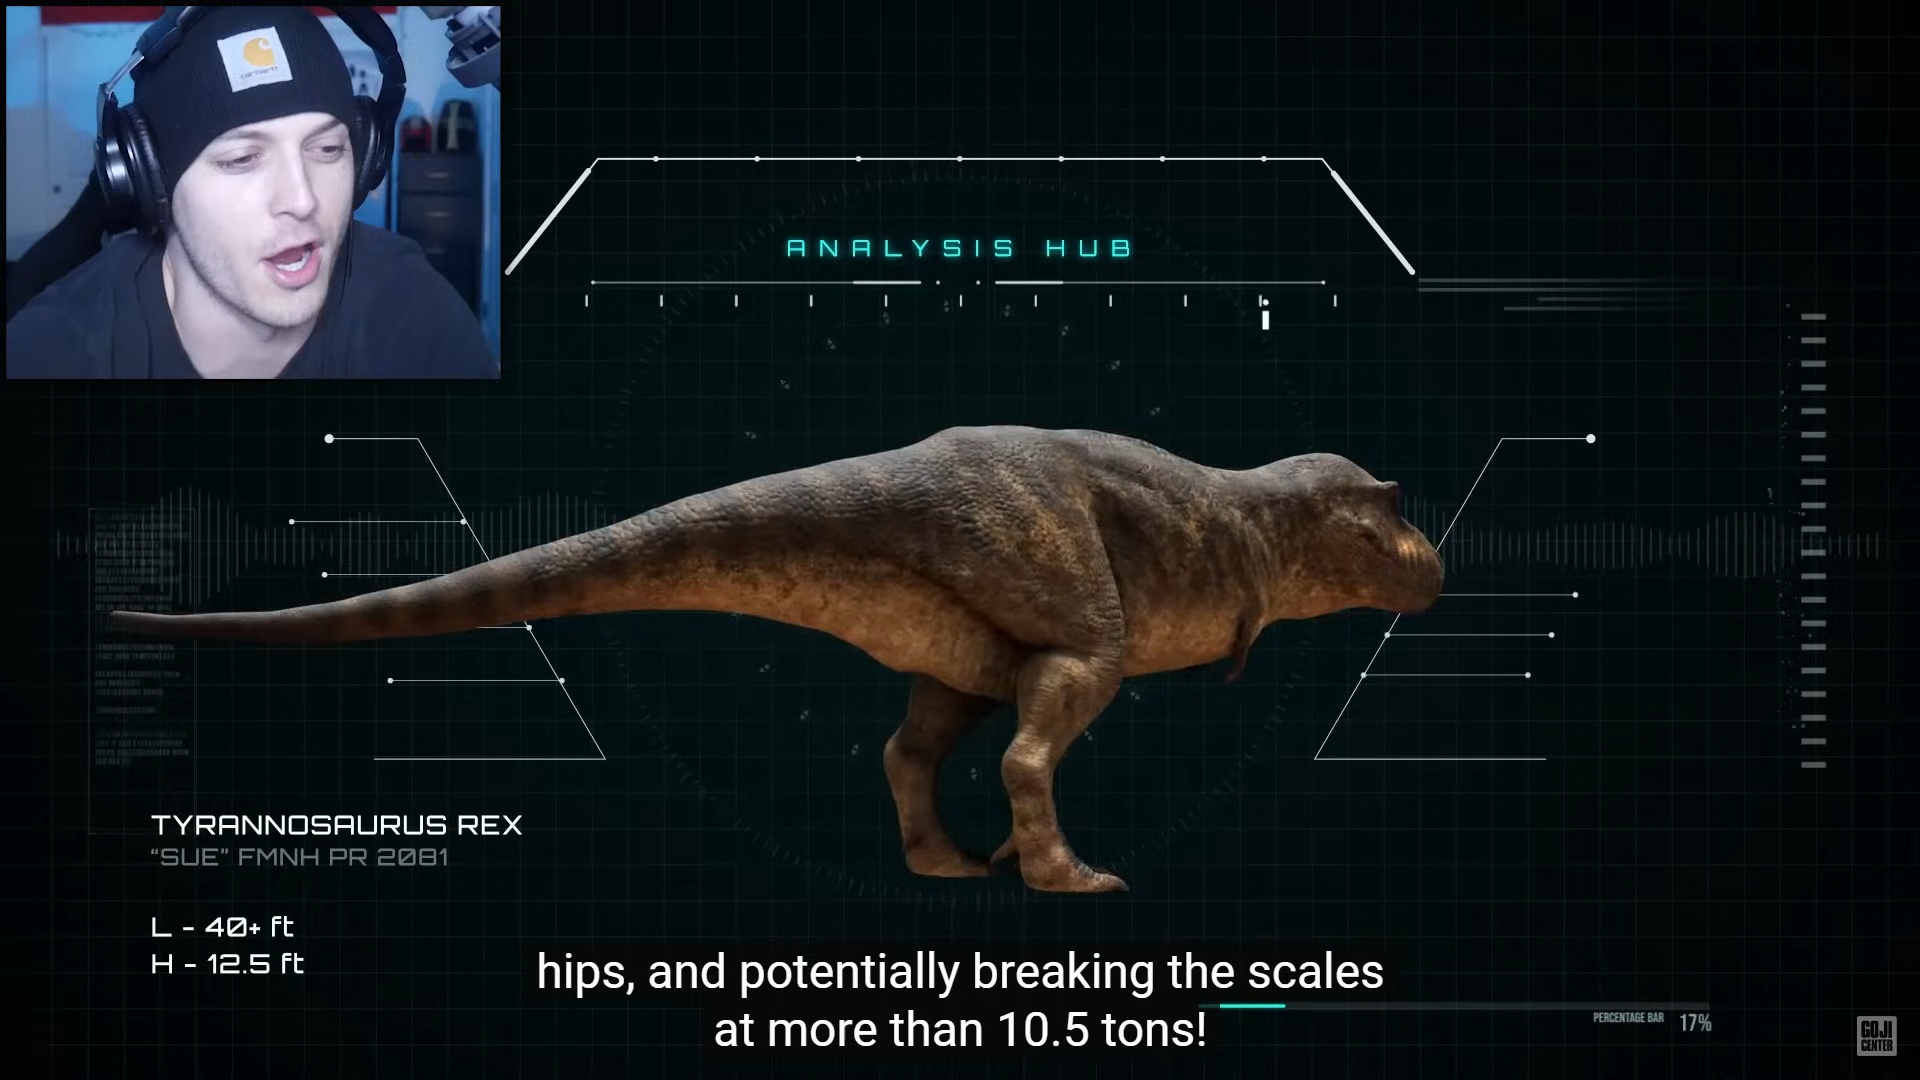 carhartt
ANALYSIS HUB
TYRANNOSAURUS REX
“SUE” FMNH PR 2081
L - 40+ ft
H - 12.5 ft
hips, and potentially breaking the scales
at more than 10.5 tons!
PERCENTAGE BAR 17%
GOJI
CENTER